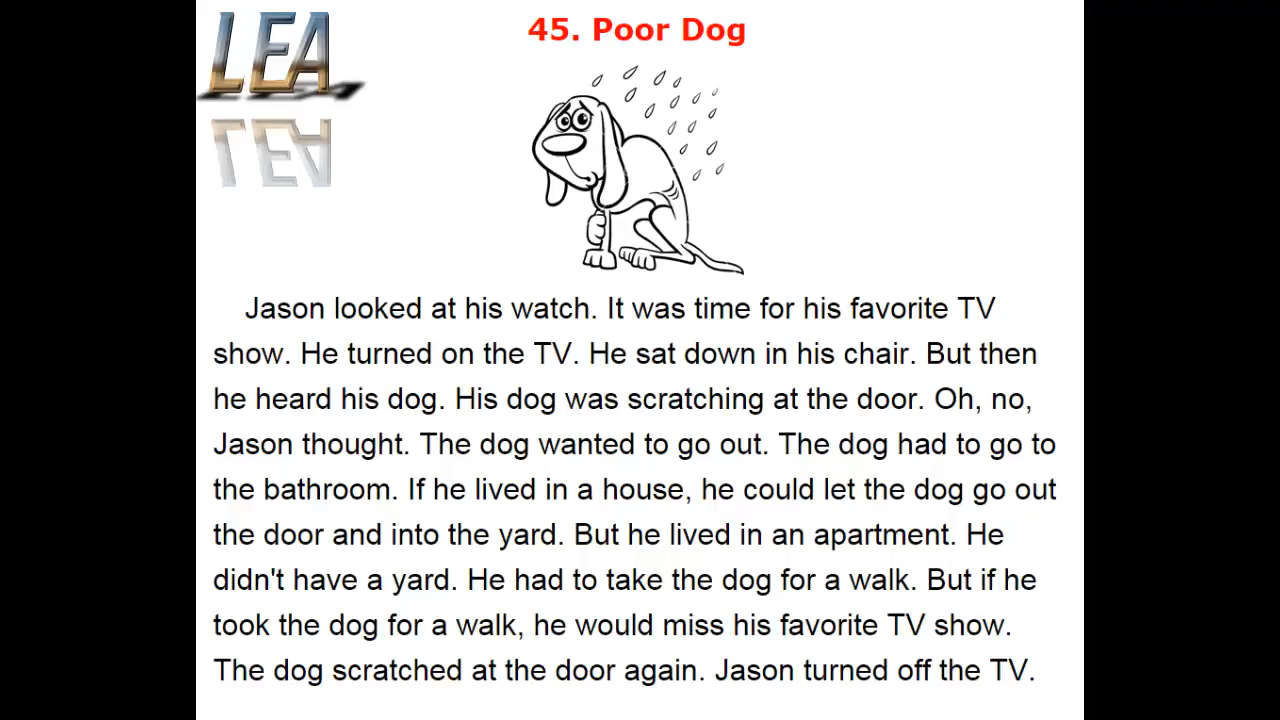 LEA
45. Poor Dog
Jason looked at his watch. It was time for his favorite TV
show. He turned on the TV. He sat down in his chair. But then
he heard his dog. His dog was scratching at the door. Oh, no,
Jason thought. The dog wanted to go out. The dog had to go to
the bathroom. If he lived in a house, he could let the dog go out
the door and into the yard. But he lived in an apartment. He
didn't have a yard. He had to take the dog for a walk. But if he
took the dog for a walk, he would miss his favorite TV show.
The dog scratched at the door again. Jason turned off the TV.